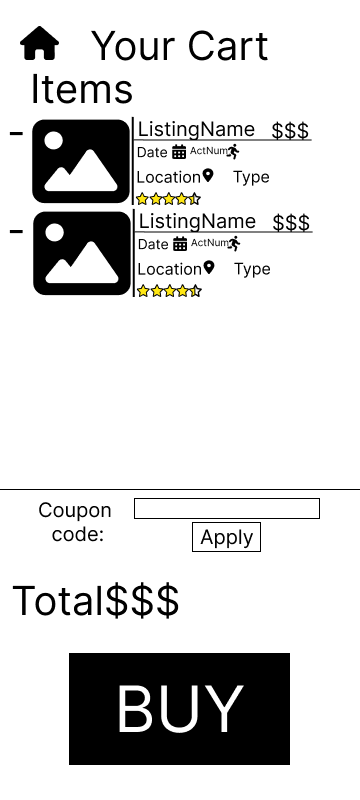 Your Cart
Items
ListingName $$$
Date ActNum
Location Type
ListingName $$$
Date ActNum
Location Type
Coupon
code:
Apply
Total$$$
BUY